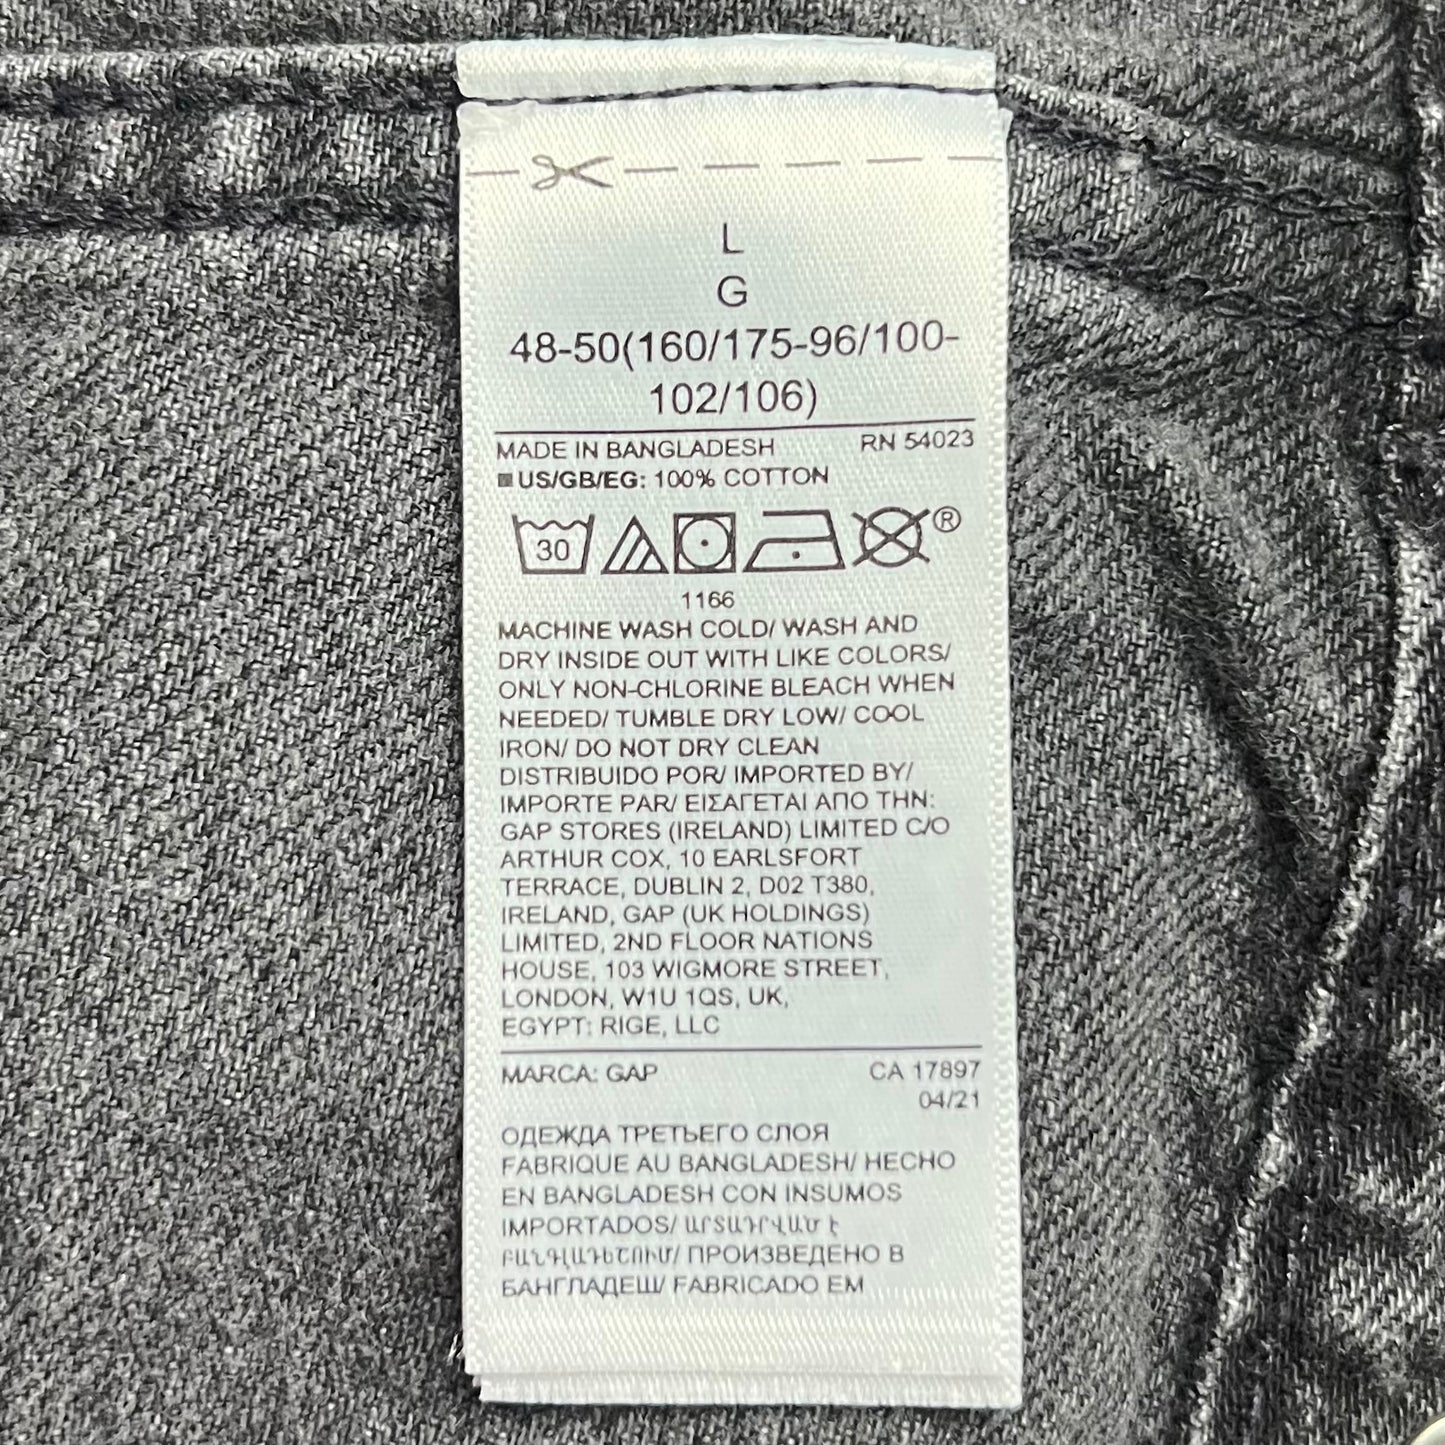 L
G
48-50(160/175-96/100-
102/106)
MADE IN BANGLADESH RN 54023
US/GB/EG: 100% COTTON
30 ®
1166
MACHINE WASH COLD/ WASH AND
DRY INSIDE OUT WITH LIKE COLORS/
ONLY NON-CHLORINE BLEACH WHEN
NEEDED/ TUMBLE DRY LOW/ COOL
IRON/ DO NOT DRY CLEAN
DISTRIBUIDO POR/ IMPORTED BY/
IMPORTE PAR/ ΕΙΣΑΓΕΤΑΙ ΑΠΟ ΤΗΝ:
GAP STORES (IRELAND) LIMITED C/O
ARTHUR COX, 10 EARLSFORT
TERRACE, DUBLIN 2, D02 T380,
IRELAND, GAP (UK HOLDINGS)
LIMITED, 2ND FLOOR NATIONS
HOUSE, 103 WIGMORE STREET,
LONDON, W1U 1QS, UK,
EGYPT: RIGE, LLC
MARCA: GAP CA 17897
04/21
ОДЕЖДА ТРЕТЬЕГО СЛОЯ
FABRIQUE AU BANGLADESH/ HECHO
EN BANGLADESH CON INSUMOS
IMPORTADOS/ ԱՐՏԱԴՐՎԱԾ Է
ԲԱՆԳԼԱԴԵՇՈՒՄ/ ПРОИЗВЕДЕНО В
БАНГЛАДЕШ/ FABRICADO EM